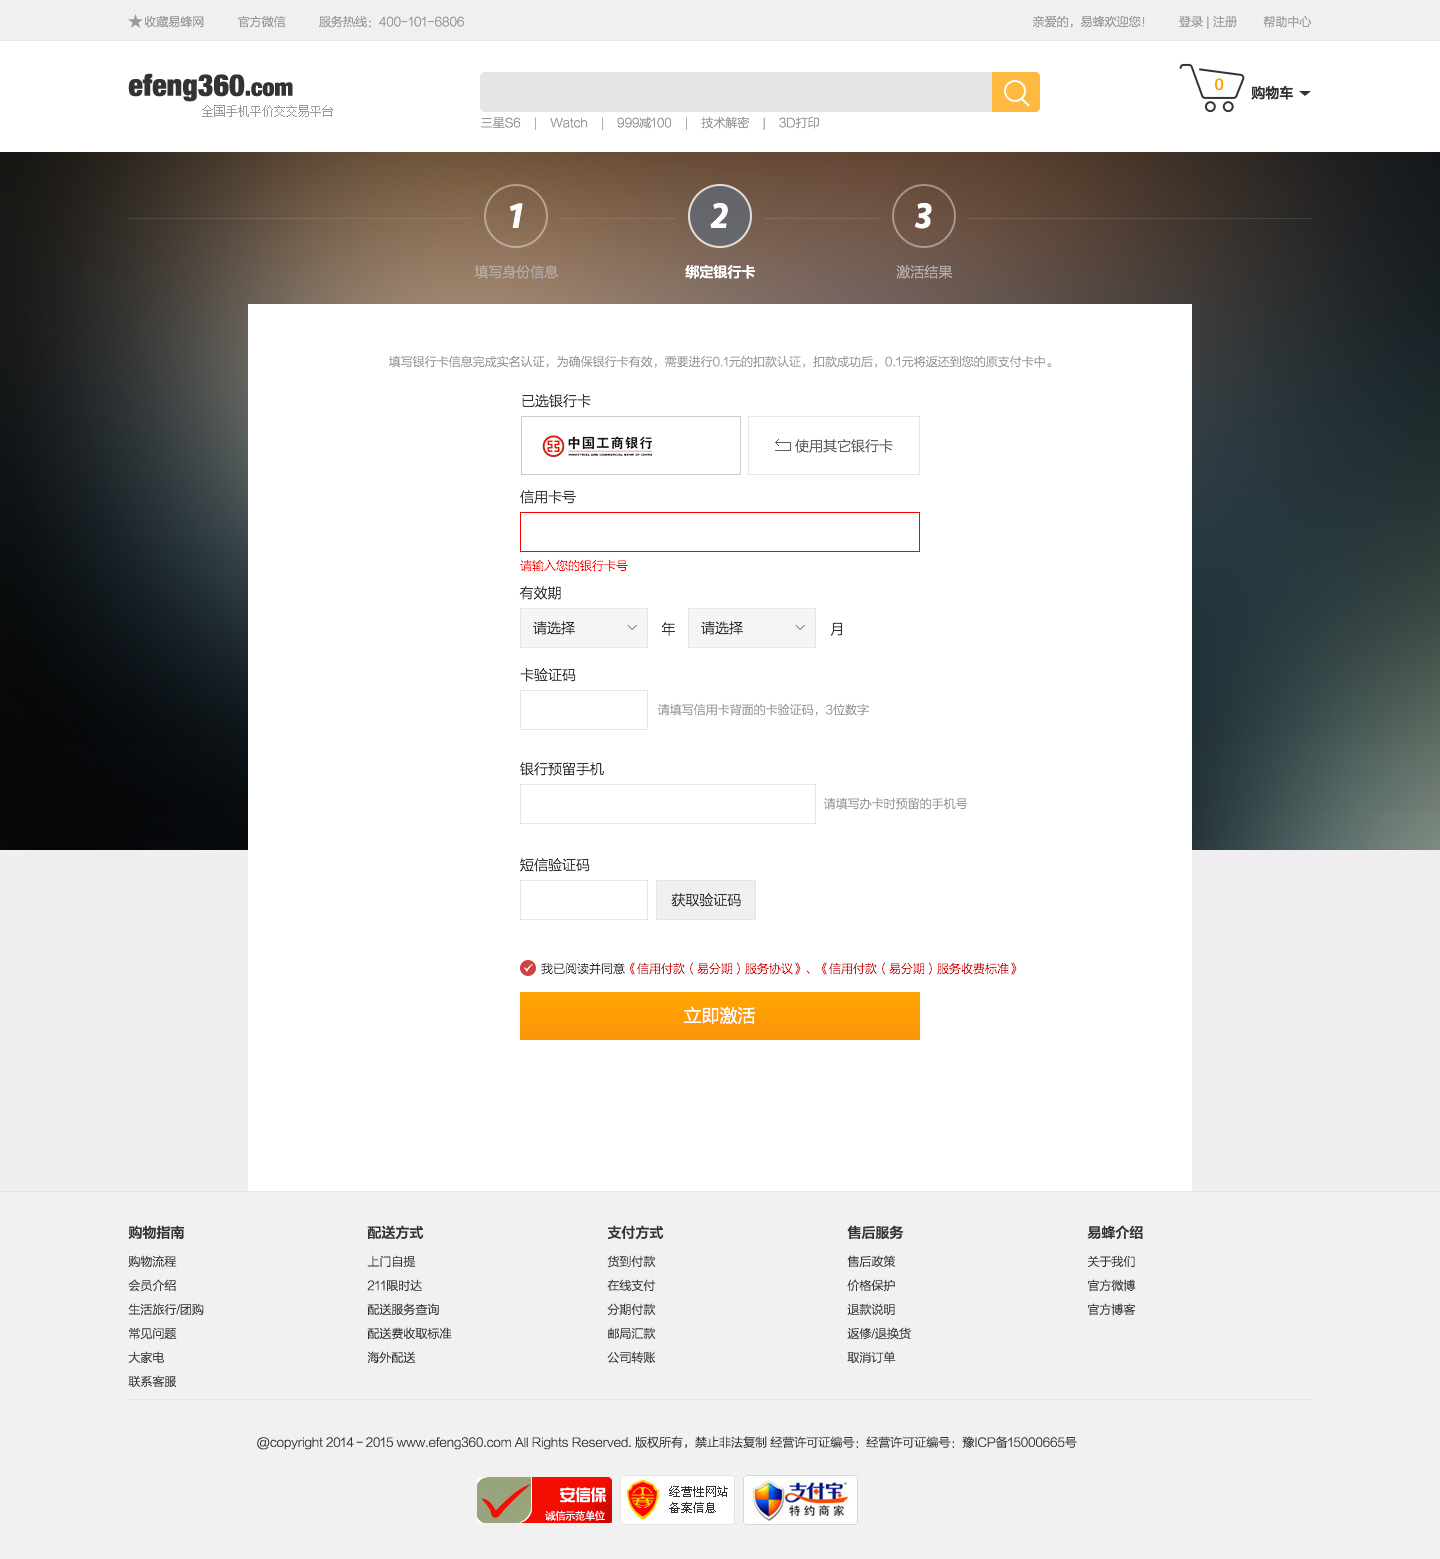 ★收藏易蜂网 官方微信 服务热线：400-101-6806 亲爱的，易蜂欢迎您！ 登录 | 注册 帮助中心
efeng360.com
全国手机平价交交易平台
0 购物车
三星S6 | Watch | 999减100 | 技术解密 | 3D打印
1 2 3
填写身份信息 绑定银行卡 激活结果
填写银行卡信息完成实名认证，为确保银行卡有效，需要进行0.1元的扣款认证，扣款成功后，0.1元将返还到您的原支付卡中。
已选银行卡
中国工商银行
INDUSTRIAL AND COMMERCIAL BANK OF CHINA
使用其它银行卡
信用卡号
请输入您的银行卡号
有效期
请选择 年 请选择 月
卡验证码
请填写信用卡背面的卡验证码，3位数字
银行预留手机
请填写办卡时预留的手机号
短信验证码
获取验证码
我已阅读并同意《信用付款（易分期）服务协议》、《信用付款（易分期）服务收费标准》
立即激活
购物指南 配送方式 支付方式 售后服务 易蜂介绍
购物流程 上门自提 货到付款 售后政策 关于我们
会员介绍 211限时达 在线支付 价格保护 官方微博
生活旅行/团购 配送服务查询 分期付款 退款说明 官方博客
常见问题 配送费收取标准 邮局汇款 返修/退换货
大家电 海外配送 公司转账 取消订单
联系客服
@copyright 2014－2015 www.efeng360.com All Rights Reserved. 版权所有，禁止非法复制 经营许可证编号：经营许可证编号：豫ICP备15000665号
安信保
诚信示范单位
经营性网站
备案信息
支付宝
特约商家